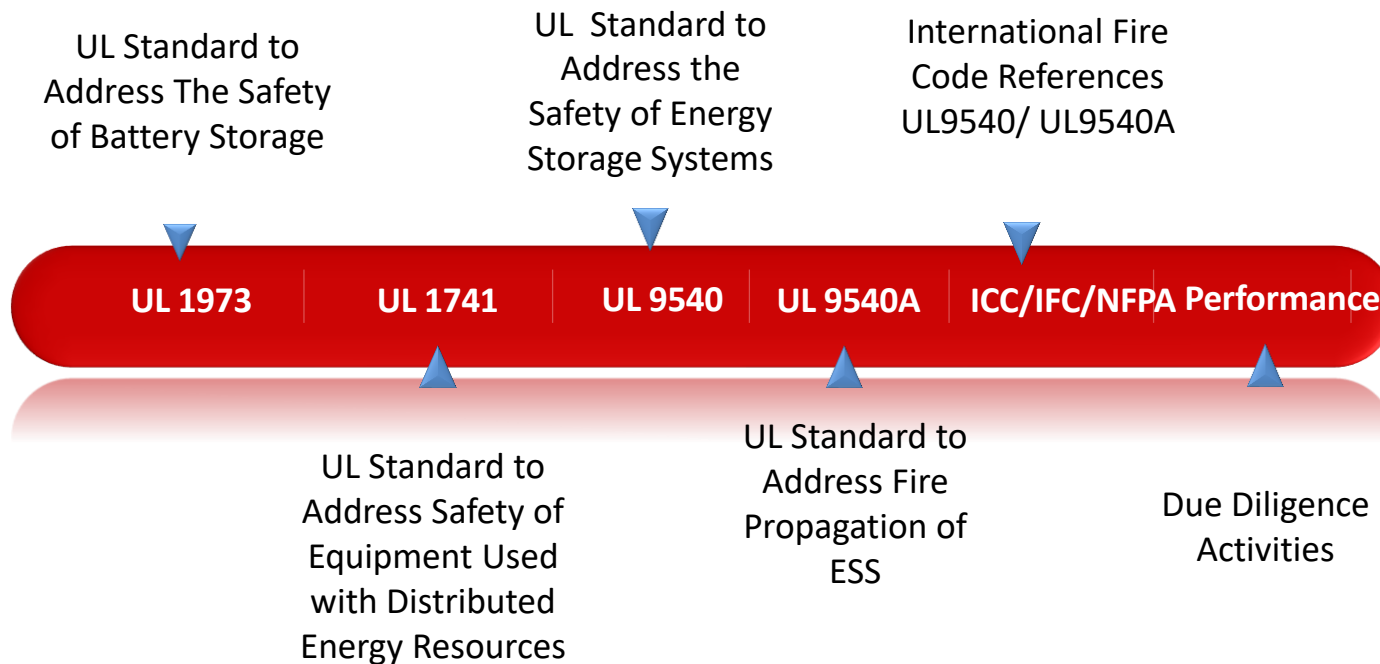 UL Standard to
Address The Safety
of Battery Storage
UL Standard to
Address the
Safety of Energy
Storage Systems
International Fire
Code References
UL9540/ UL9540A
UL 1973
UL 1741
UL 9540
UL 9540A
ICC/IFC/NFPA
Performance
UL Standard to
Address Safety of
Equipment Used
with Distributed
Energy Resources
UL Standard to
Address Fire
Propagation of
ESS
Due Diligence
Activities